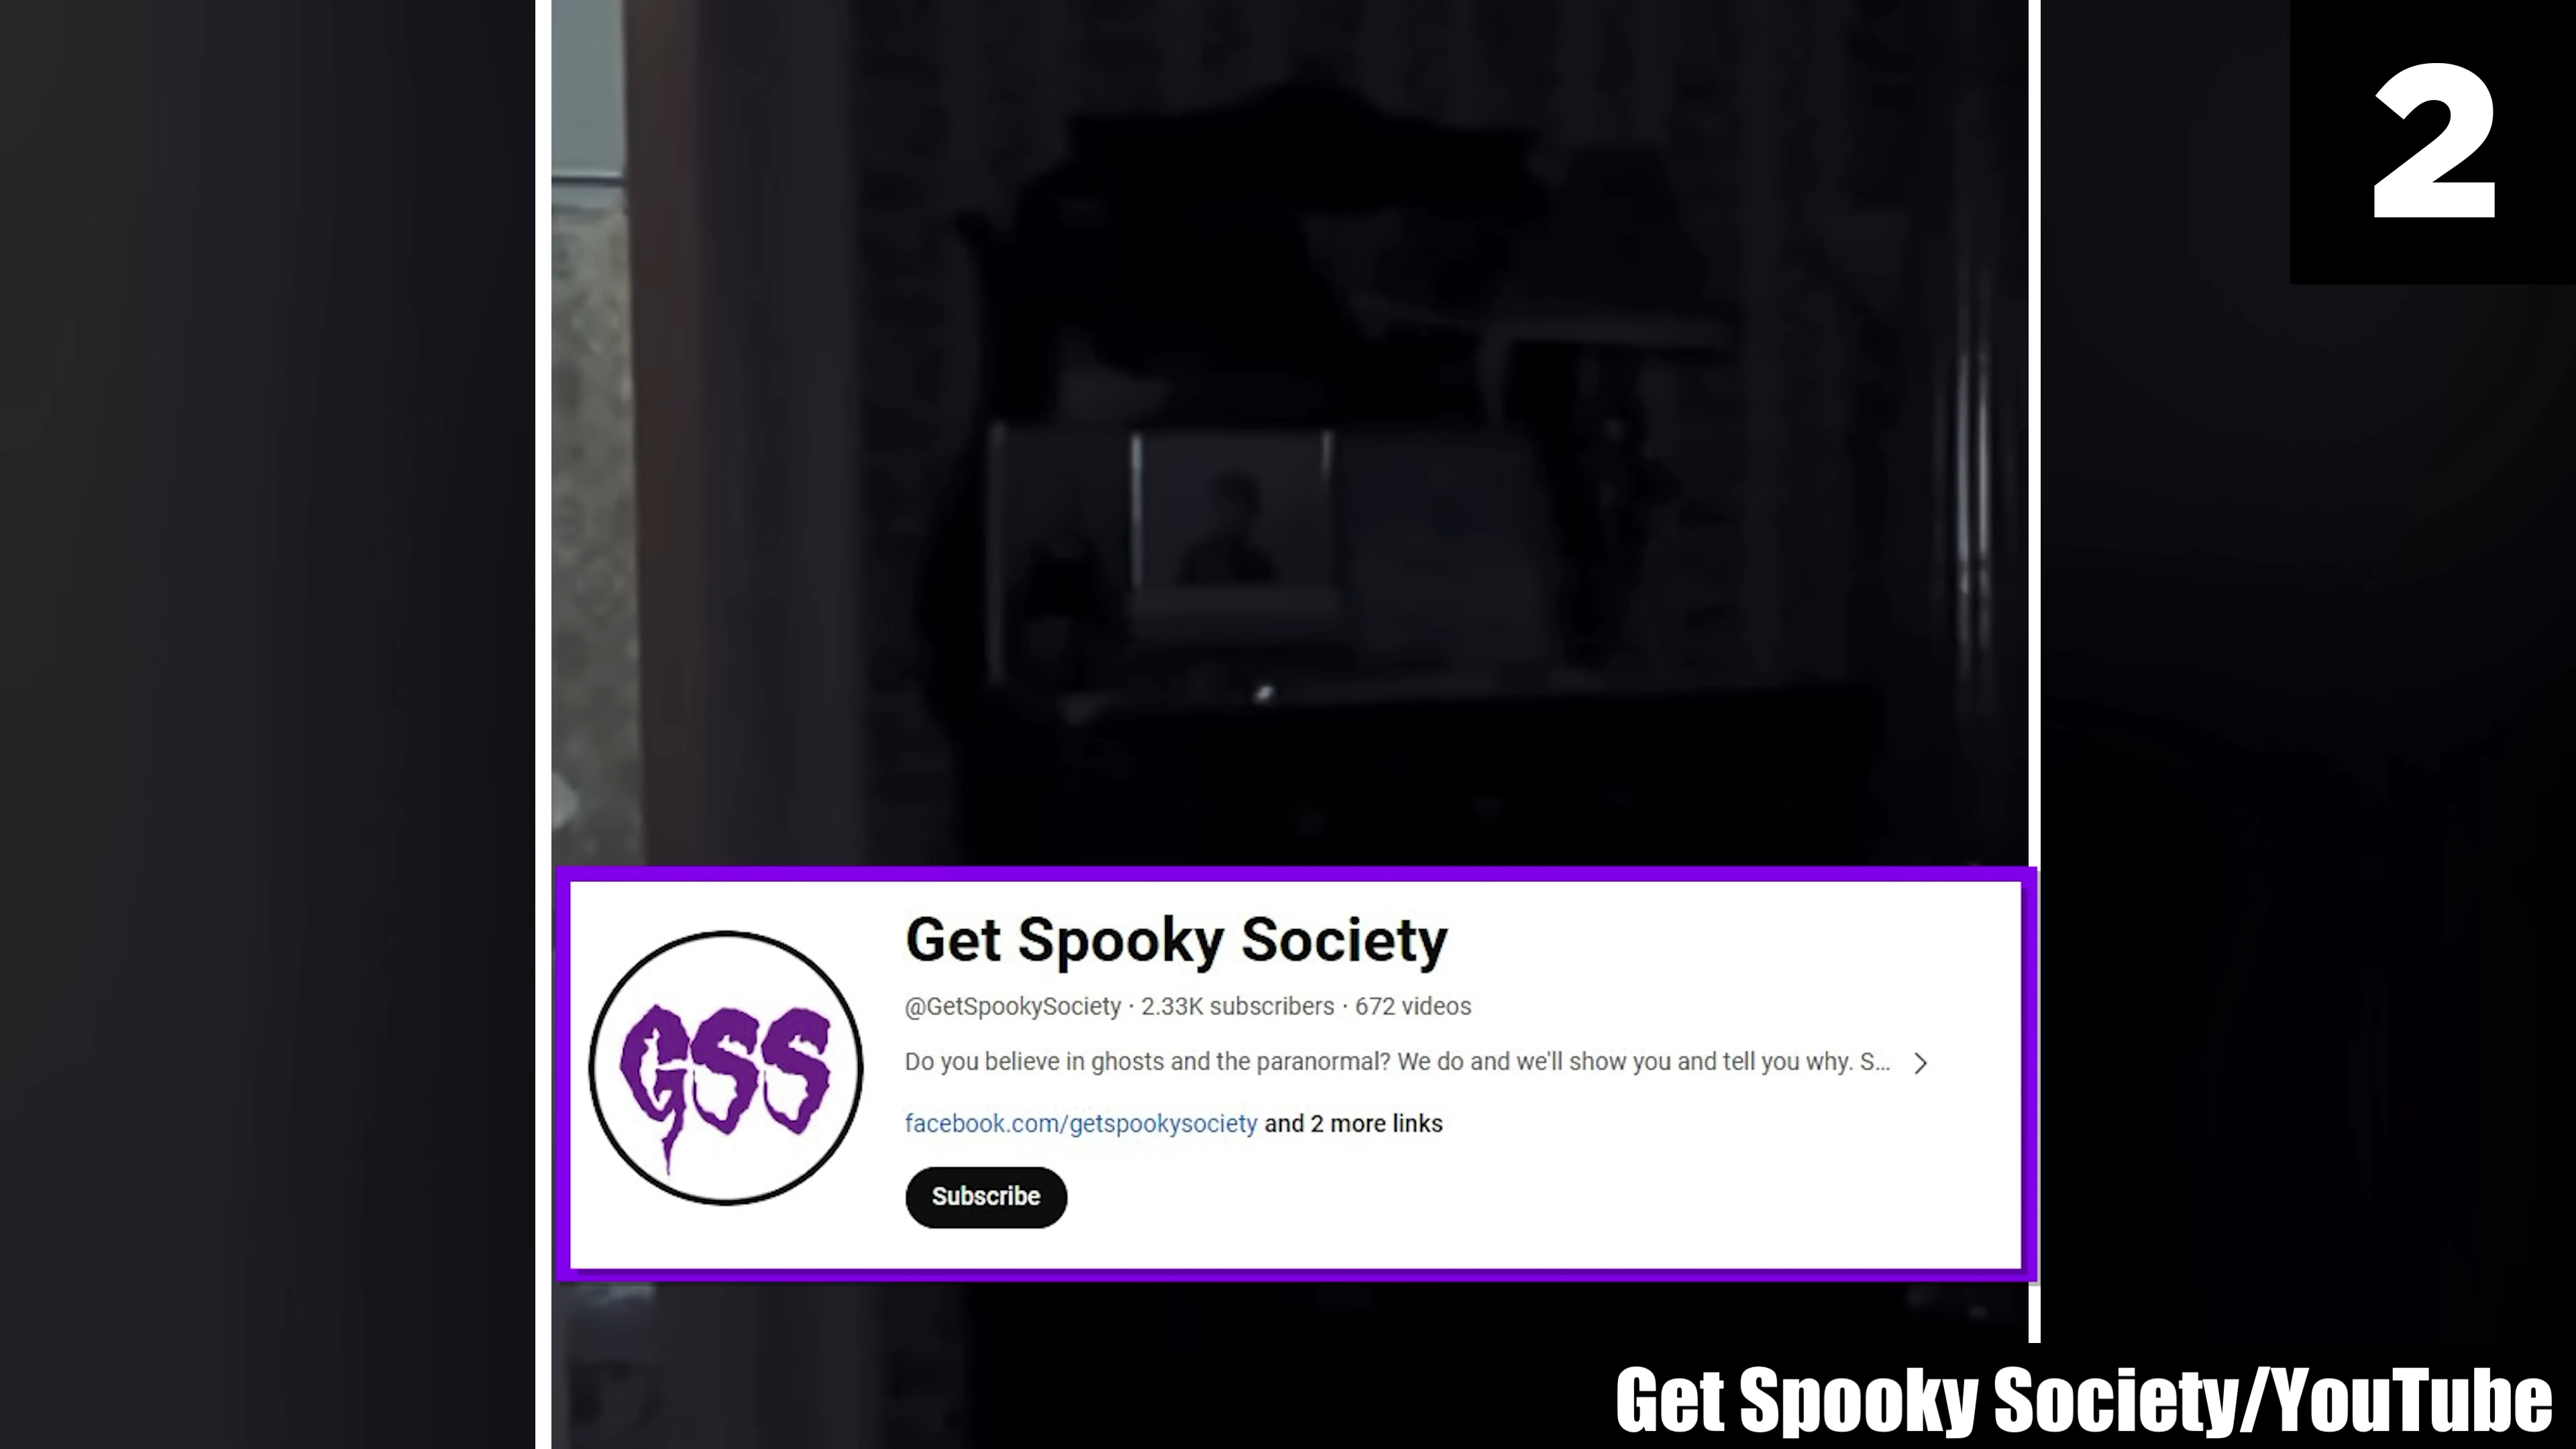 2
Get Spooky Society
GSS
@GetSpookySociety · 2.33K subscribers · 672 videos
Do you believe in ghosts and the paranormal? We do and we'll show you and tell you why. S...
facebook.com/getspookysociety and 2 more links
Subscribe
Get Spooky Society/YouTube